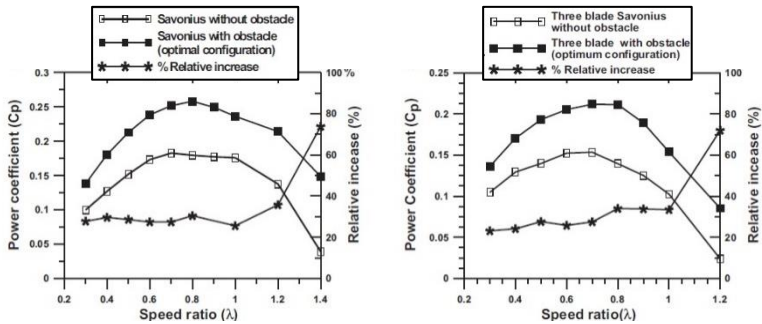 Savonius without obstacle
Savonius with obstacle
(optimal configuration)
% Relative increase
Power coefficient (Cp)
0.3
0.25
0.2
0.15
0.1
0.05
0
100 %
80
60
40
20
0
Relative increase (%)
0.2
0.4
0.6
0.8
1
1.2
1.4
Speed ratio (λ)
Three blade Savonius
without obstacle
Three blade with obstacle
(optimum configuration)
% Relative increase
Power Coefficient (Cp)
0.25
0.2
0.15
0.1
0.05
0
100
80
60
40
20
0
Relative increase (%)
0.2
0.4
0.6
0.8
1
1.2
Speed ratio(λ)